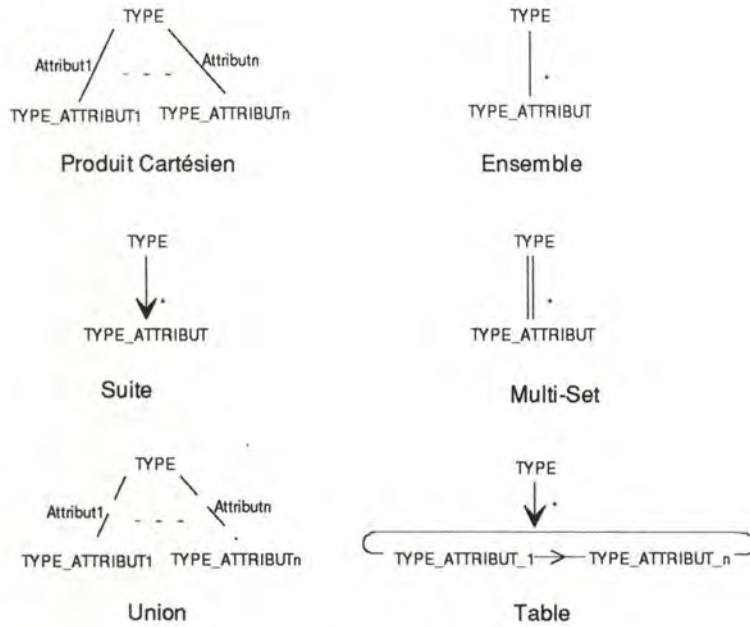 TYPE
Attribut1 - - - Attributn
TYPE_ATTRIBUT1 TYPE_ATTRIBUTn
Produit Cartésien
TYPE
*
TYPE_ATTRIBUT
Ensemble
TYPE
*
TYPE_ATTRIBUT
Suite
TYPE
*
TYPE_ATTRIBUT
Multi-Set
TYPE
Attribut1 - - - Attributn
TYPE_ATTRIBUT1 TYPE_ATTRIBUTn
Union
TYPE
*
TYPE_ATTRIBUT_1 TYPE_ATTRIBUT_n
Table